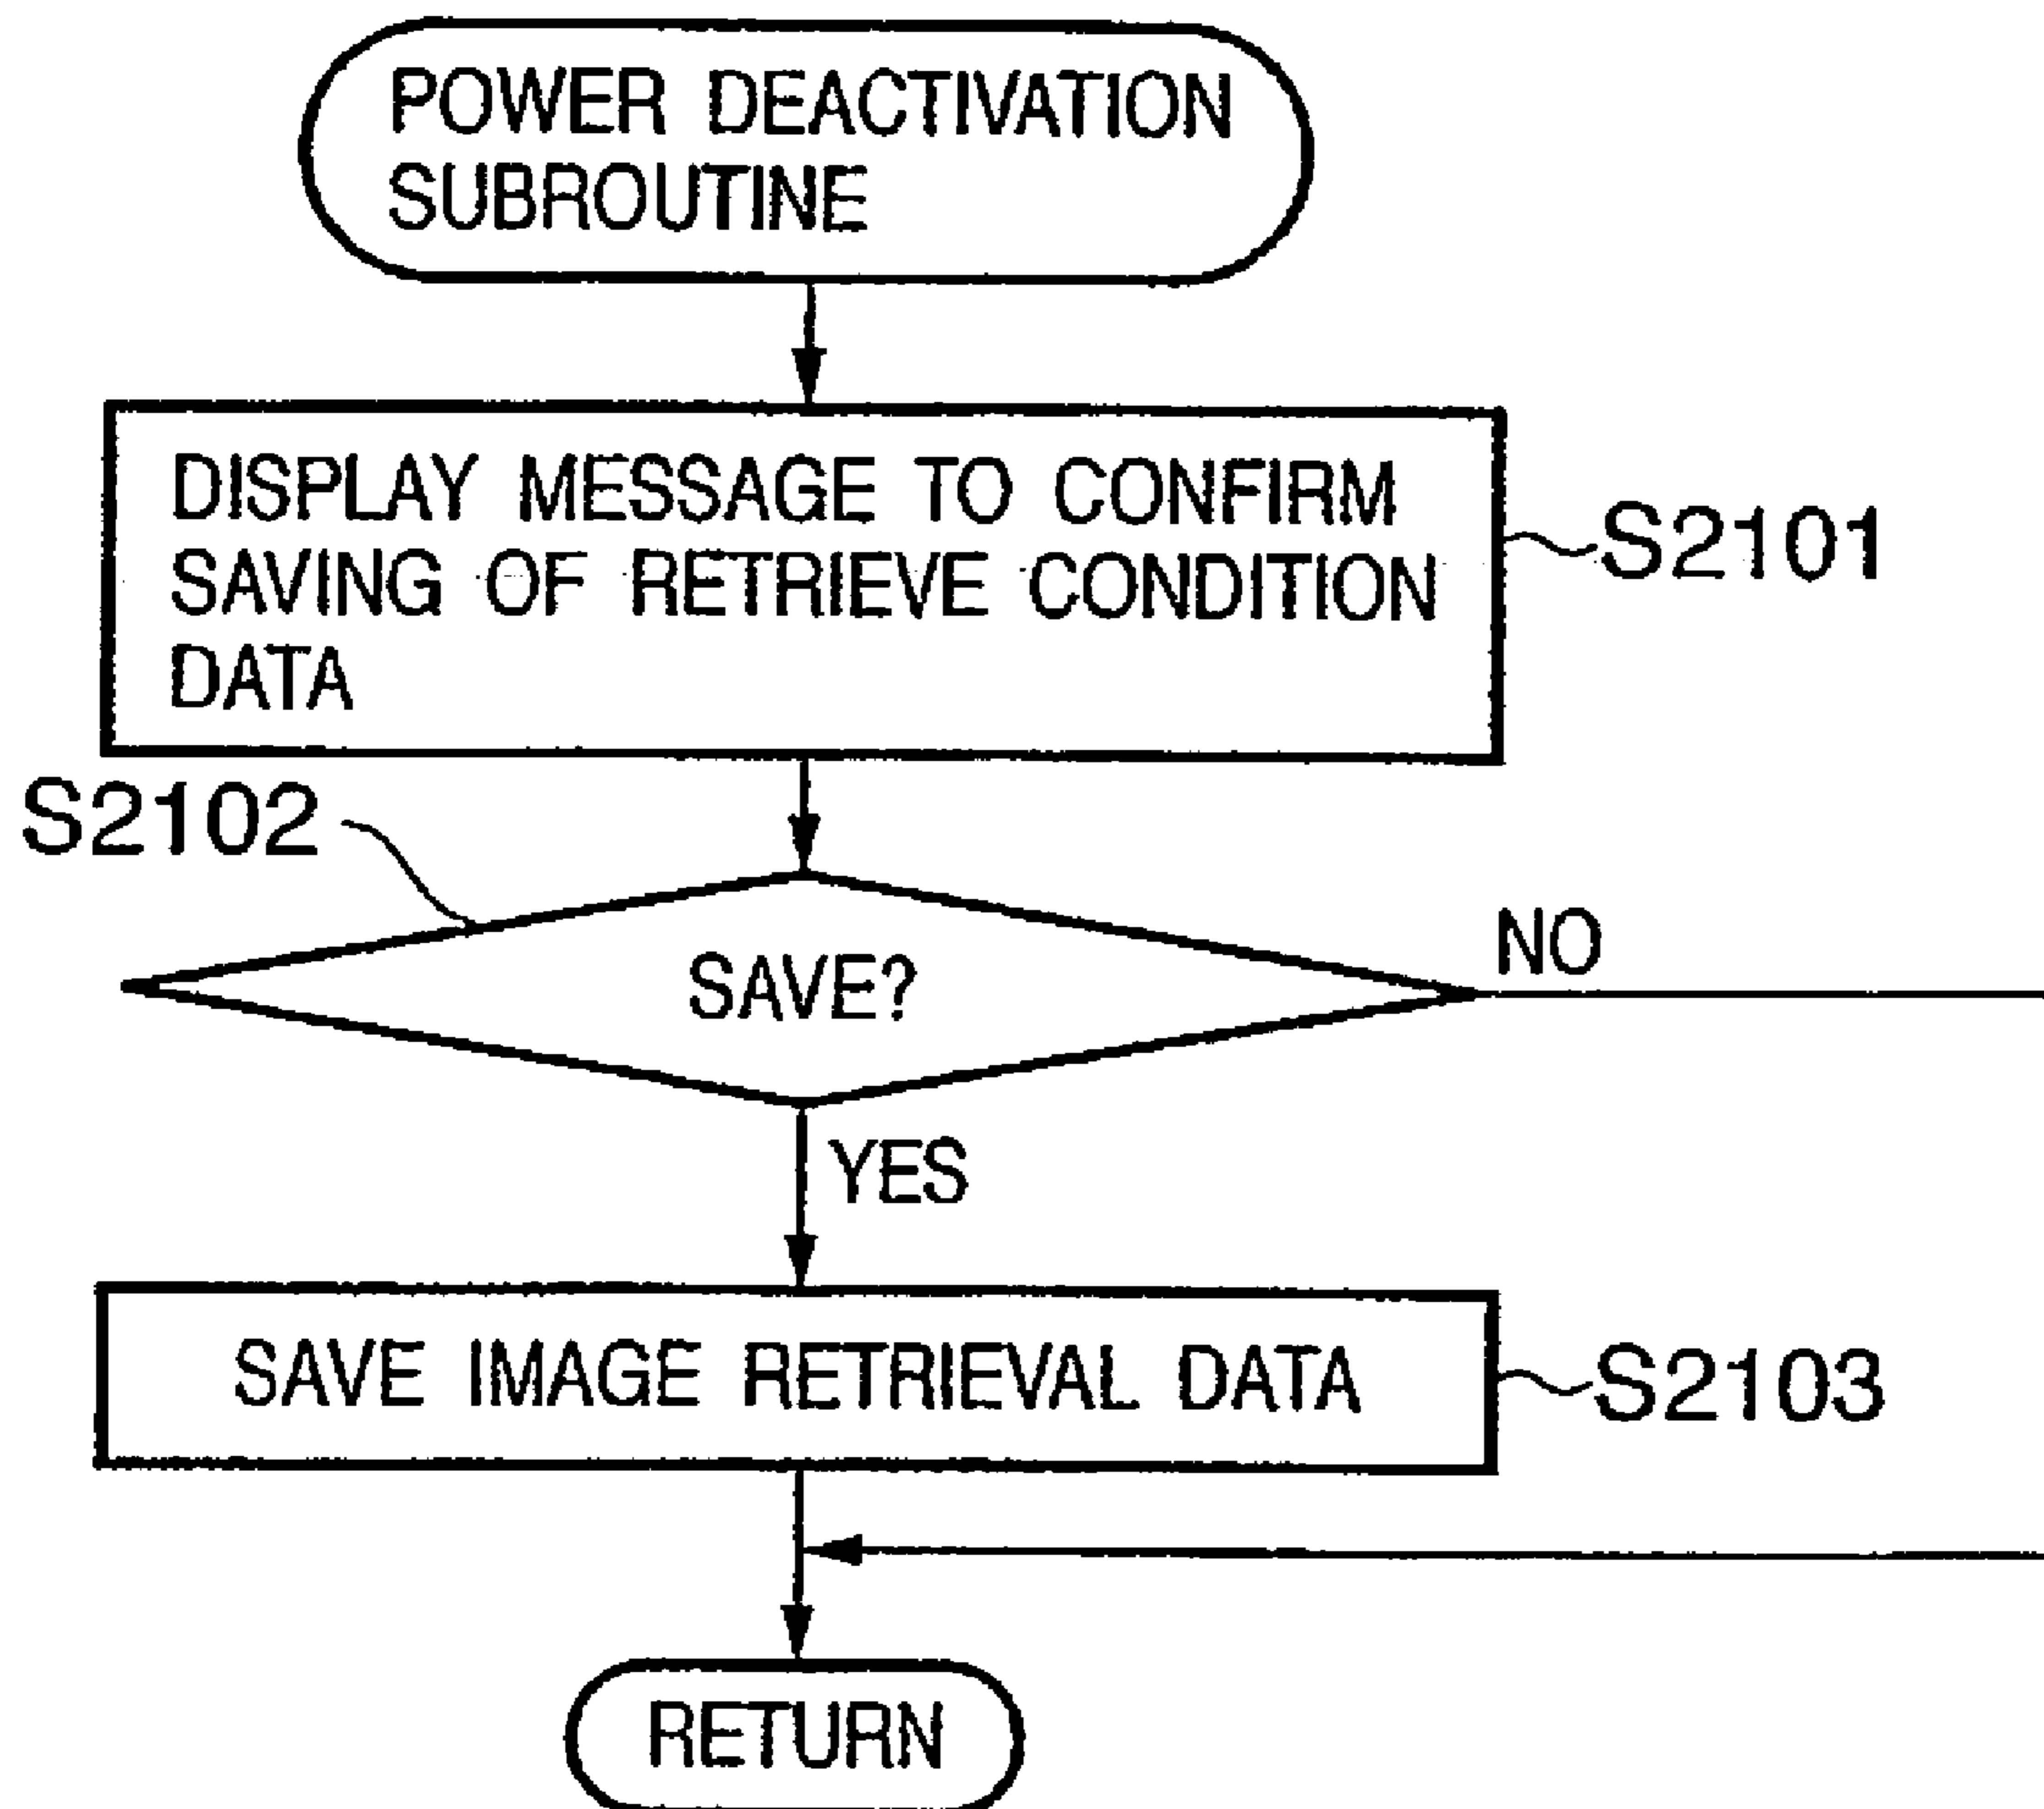 POWER DEACTIVATION
SUBROUTINE
DISPLAY MESSAGE TO CONFIRM
SAVING OF RETRIEVE CONDITION
DATA
S2101
S2102
SAVE?
NO
YES
SAVE IMAGE RETRIEVAL DATA
S2103
RETURN